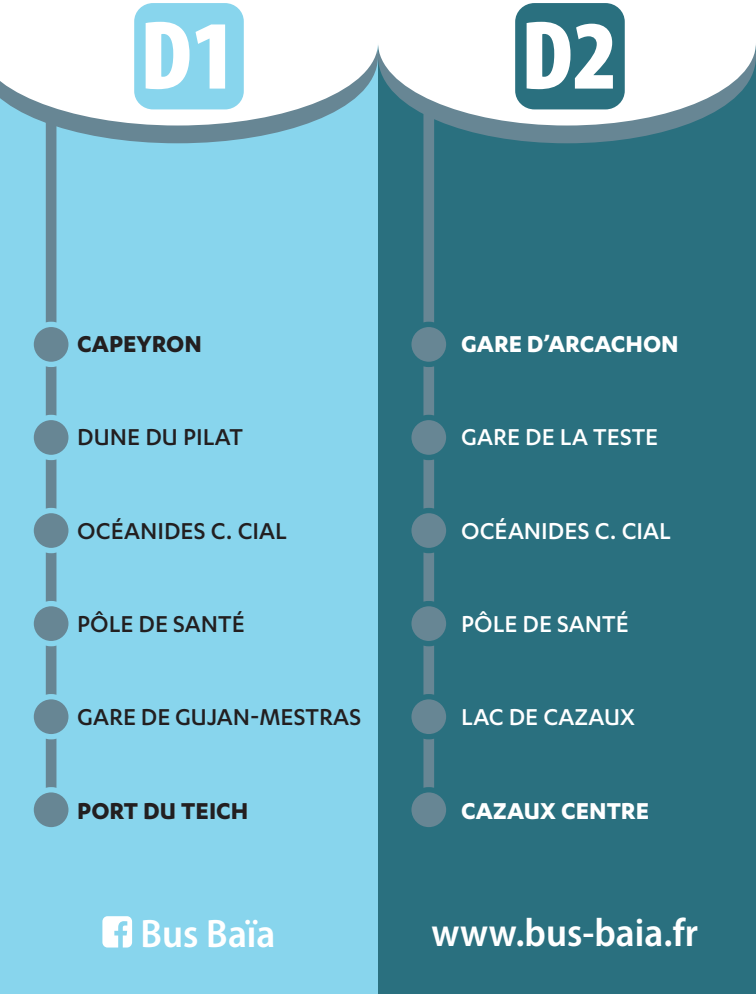 D1
CAPEYRON
DUNE DU PILAT
OCÉANIDES C. CIAL
PÔLE DE SANTÉ
GARE DE GUJAN-MESTRAS
PORT DU TEICH
Bus Baïa
D2
GARE D'ARCACHON
GARE DE LA TESTE
OCÉANIDES C. CIAL
PÔLE DE SANTÉ
LAC DE CAZAUX
CAZAUX CENTRE
www.bus-baia.fr